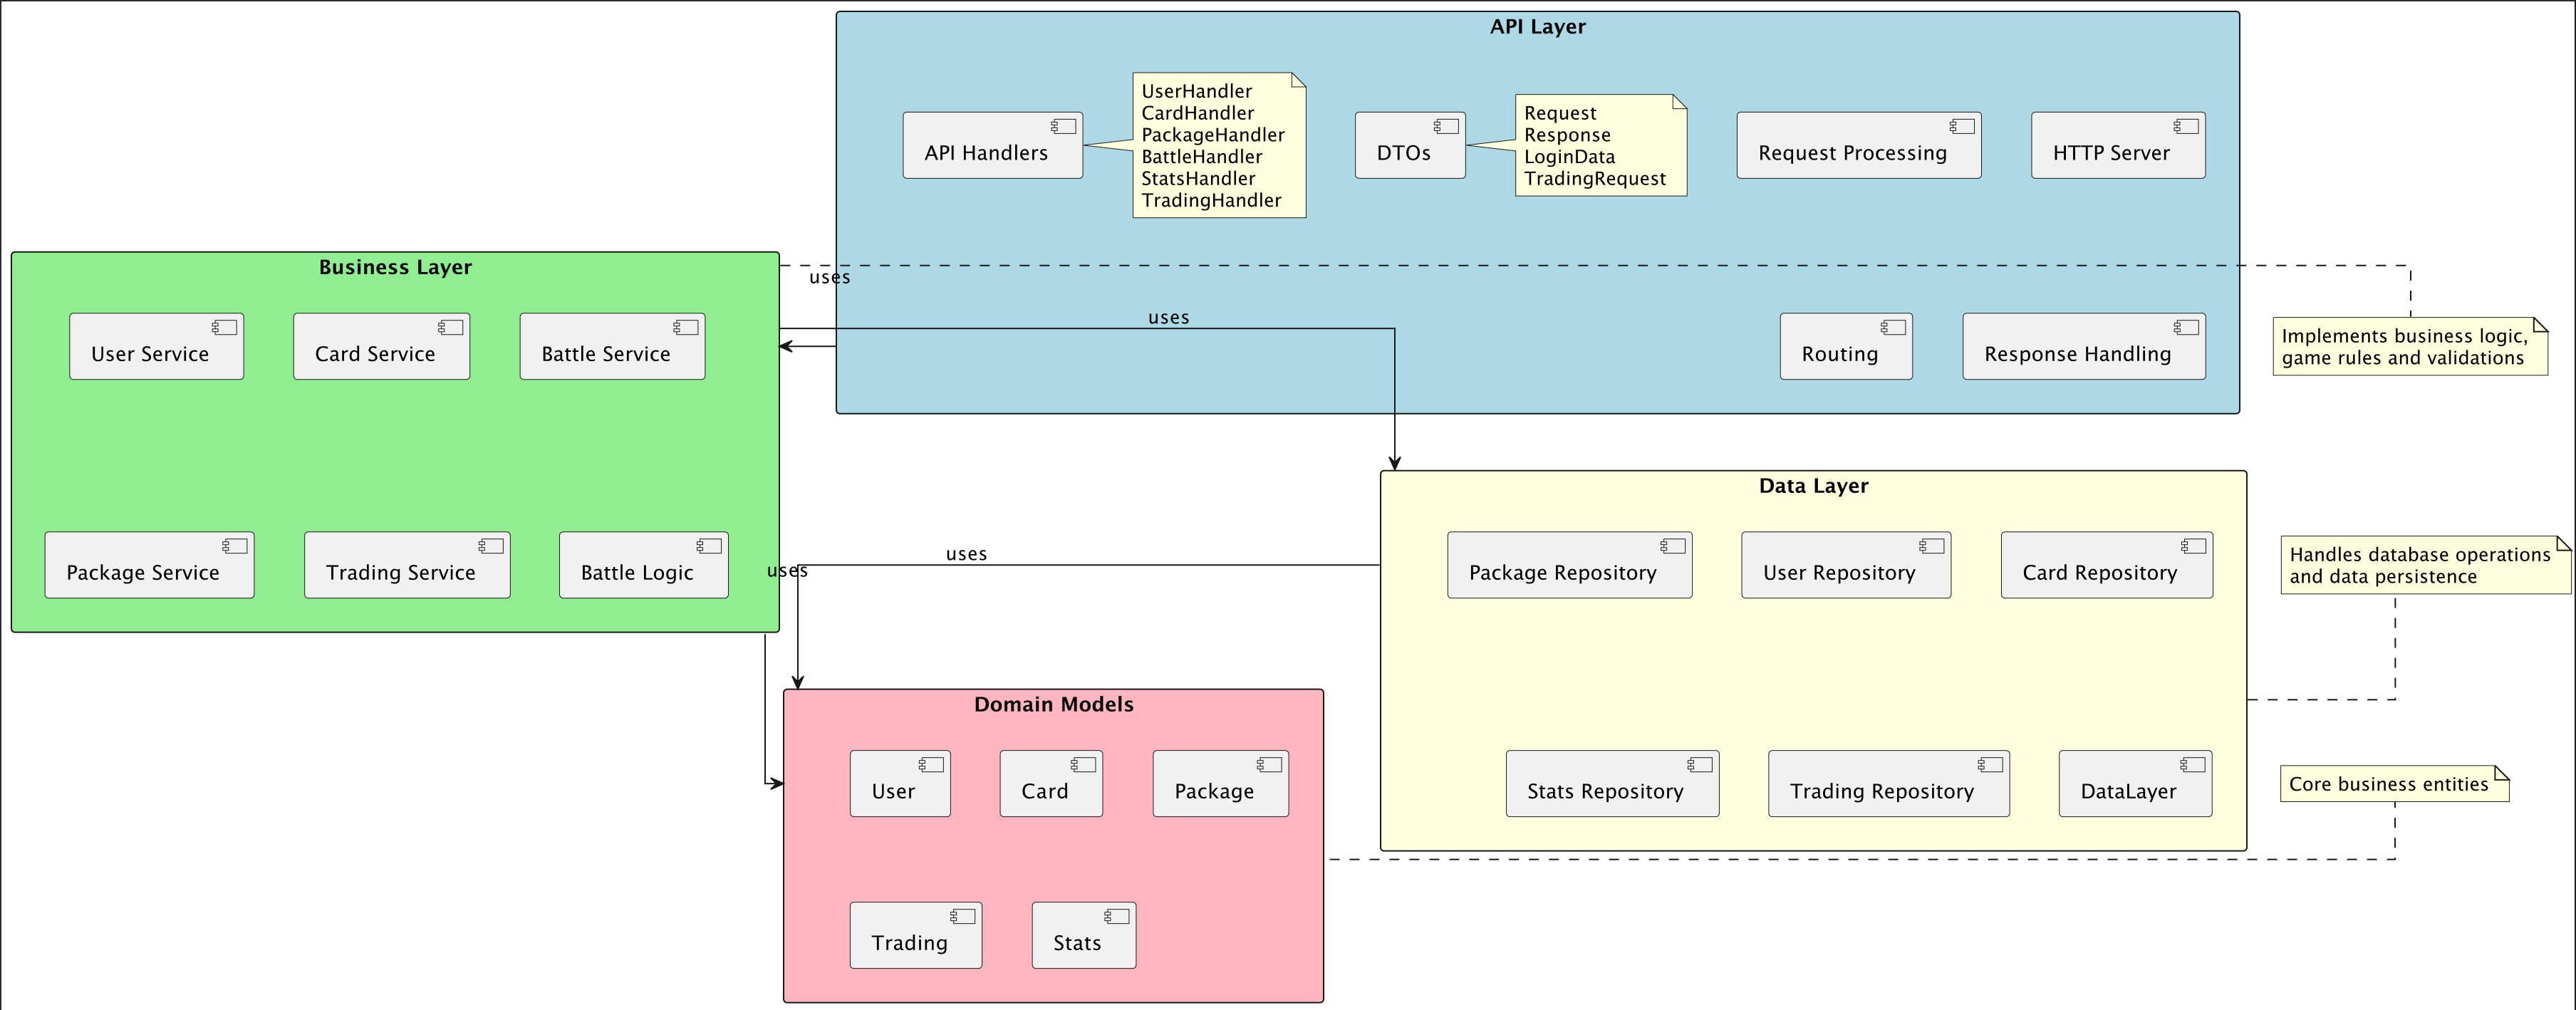 API Layer
API Handlers
UserHandler
CardHandler
PackageHandler
BattleHandler
StatsHandler
TradingHandler
DTOs
Request
Response
LoginData
TradingRequest
Request Processing
HTTP Server
Routing
Response Handling
uses
uses
Business Layer
User Service
Card Service
Battle Service
Package Service
Trading Service
Battle Logic
Implements business logic,
game rules and validations
Data Layer
Package Repository
User Repository
Card Repository
Stats Repository
Trading Repository
DataLayer
Handles database operations
and data persistence
uses
uses
Domain Models
User
Card
Package
Trading
Stats
Core business entities